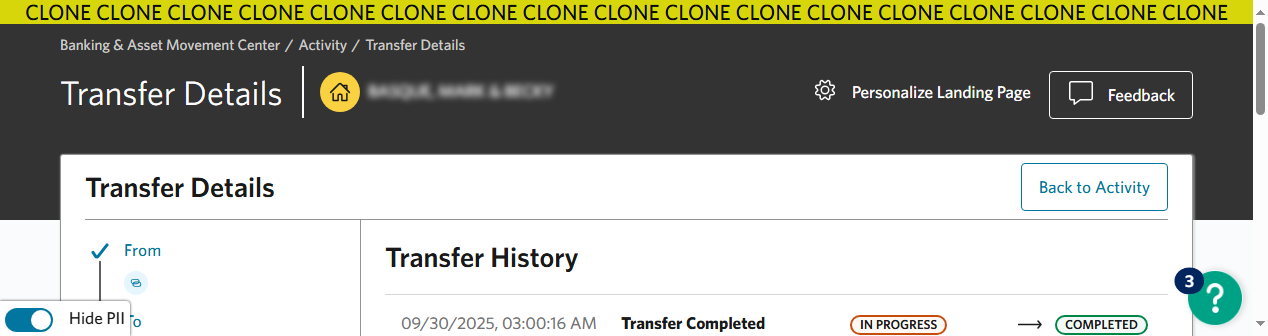 CLONE CLONE CLONE CLONE CLONE CLONE CLONE CLONE CLONE CLONE CLONE CLONE CLONE CLONE CLONE CLONE CLONE
Banking & Asset Movement Center / Activity / Transfer Details
Transfer Details
Personalize Landing Page
Feedback
Transfer Details
Back to Activity
From
Transfer History
3
?
Hide PII
To
09/30/2025, 03:00:16 AM Transfer Completed IN PROGRESS → COMPLETED